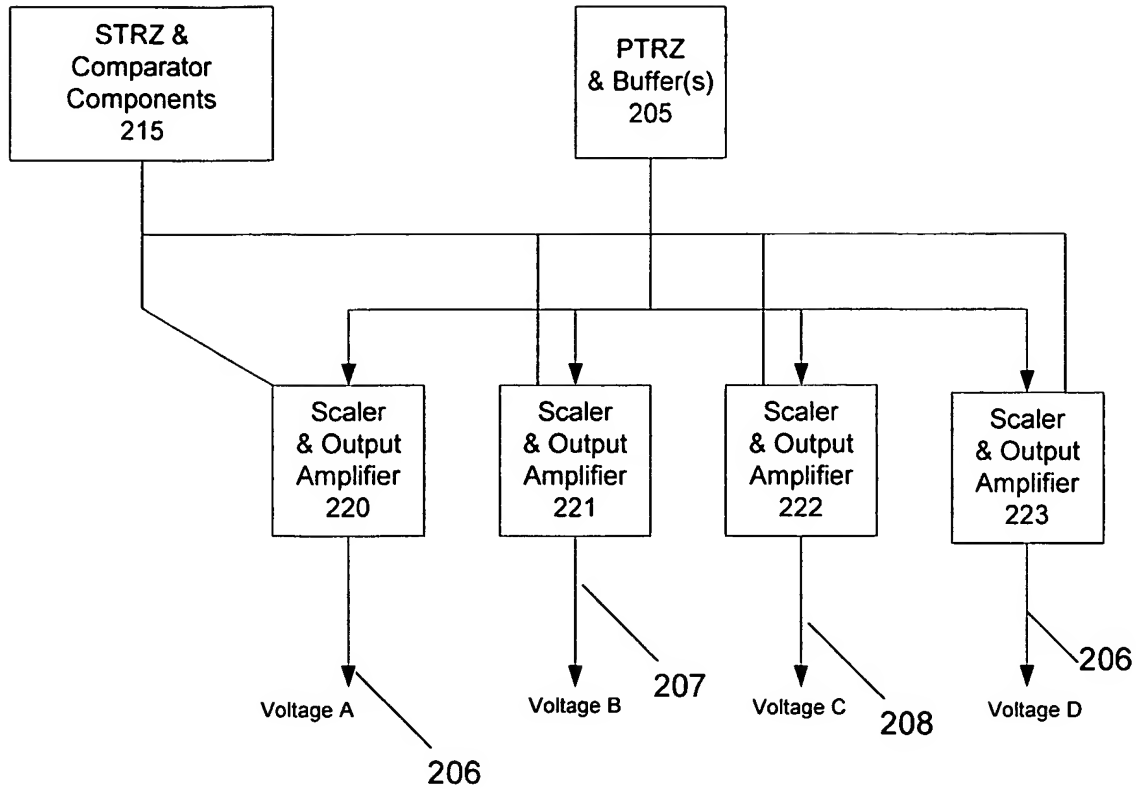 STRZ &
Comparator
Components
215
PTRZ
& Buffer(s)
205
Scaler
& Output
Amplifier
220
Scaler
& Output
Amplifier
221
Scaler
& Output
Amplifier
222
Scaler
& Output
Amplifier
223
Voltage A
206
Voltage B
207
Voltage C
208
Voltage D
206